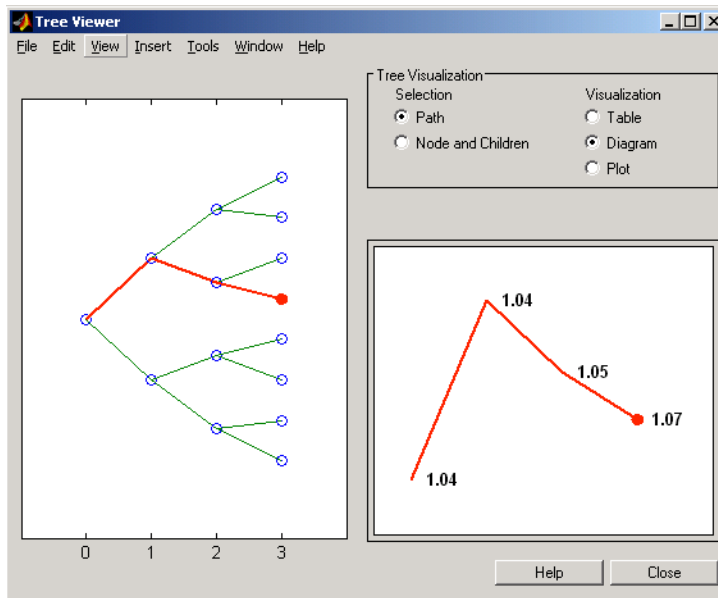 Tree Viewer
File Edit View Insert Tools Window Help
Tree Visualization
Selection Visualization
Path Table
Node and Children Diagram
Plot
1.04
1.05
1.07
1.04
0 1 2 3
Help Close